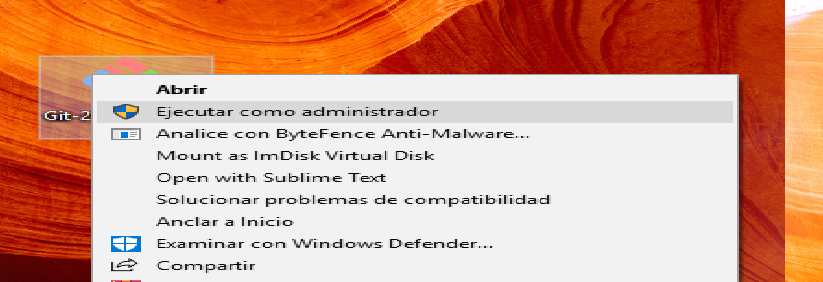 Git-2
Abrir
Ejecutar como administrador
Analice con ByteFence Anti-Malware...
Mount as ImDisk Virtual Disk
Open with Sublime Text
Solucionar problemas de compatibilidad
Anclar a Inicio
Examinar con Windows Defender...
Compartir